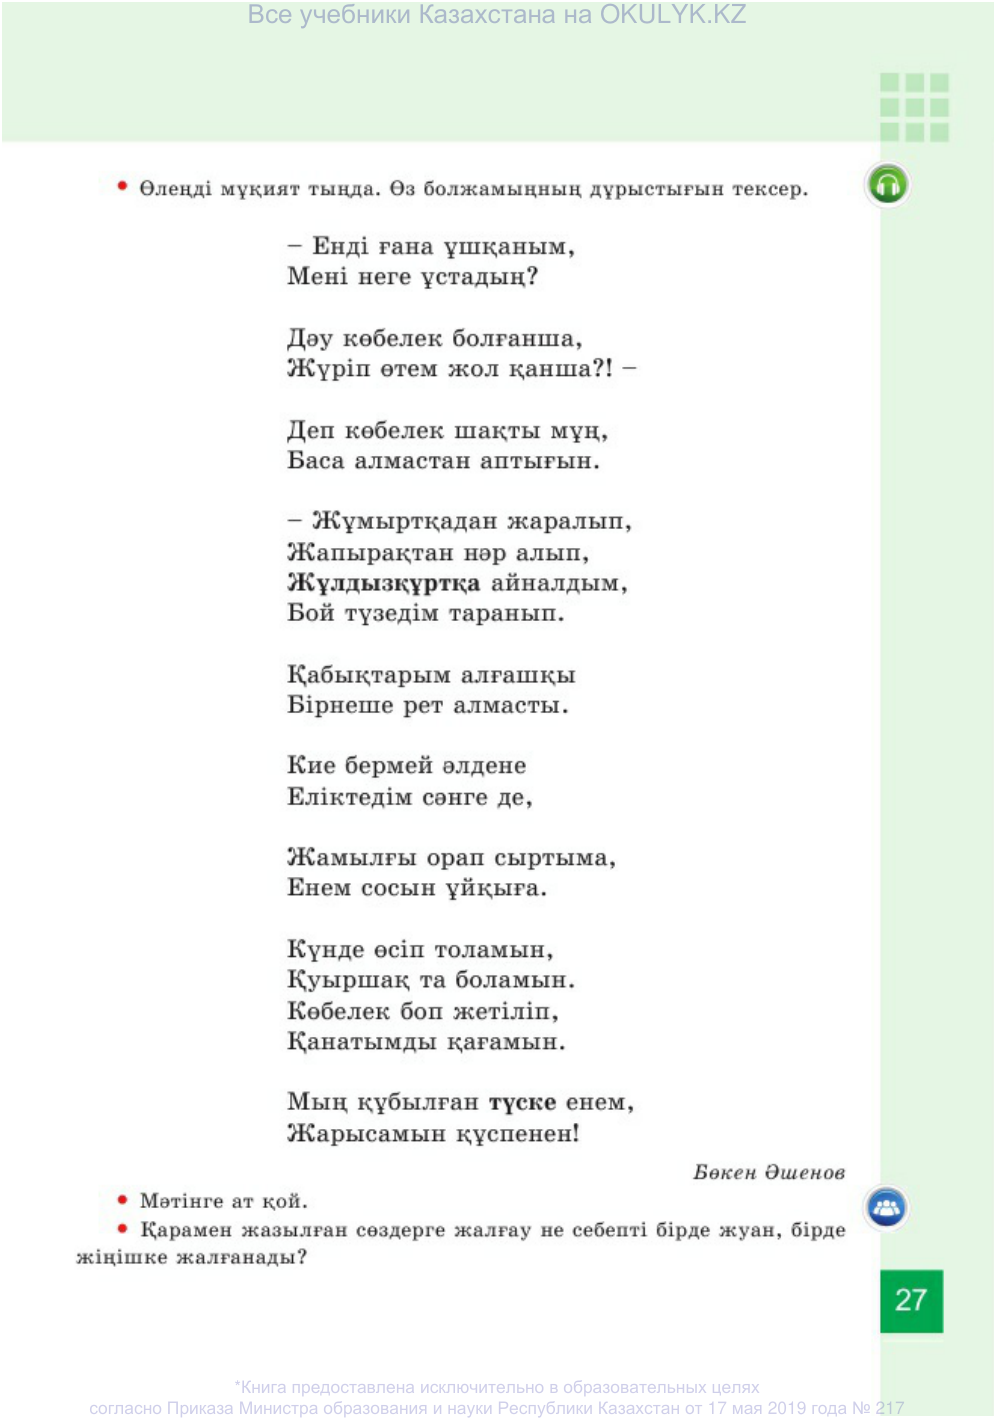 Все учебники Казахстана на OKULYK.KZ
• Өлеңді мұқият тыңда. Өз болжамыңның дұрыстығын тексер.
– Енді ғана ұшқаным,
Мені неге ұстадың?
Дәу көбелек болғанша,
Жүріп өтем жол қанша?! –
Деп көбелек шақты мұң,
Баса алмастан аптығын.
– Жұмыртқадан жаралып,
Жапырақтан нәр алып,
Жұлдызқұртқа айналдым,
Бой түзедім таранып.
Қабықтарым алғашқы
Бірнеше рет алмасты.
Кие бермей әлдене
Еліктедім сәнге де,
Жамылғы орап сыртыма,
Енем сосын ұйқыға.
Күнде өсіп толамын,
Қуыршақ та боламын.
Көбелек боп жетіліп,
Қанатымды қағамын.
Мың құбылған түске енем,
Жарысамын құспенен!
Бөкен Әшенов
• Мәтінге ат қой.
• Қарамен жазылған сөздерге жалғау не себепті бірде жуан, бірде
жіңішке жалғанады?
27
*Книга предоставлена исключительно в образовательных целях
согласно Приказа Министра образования и науки Республики Казахстан от 17 мая 2019 года № 217